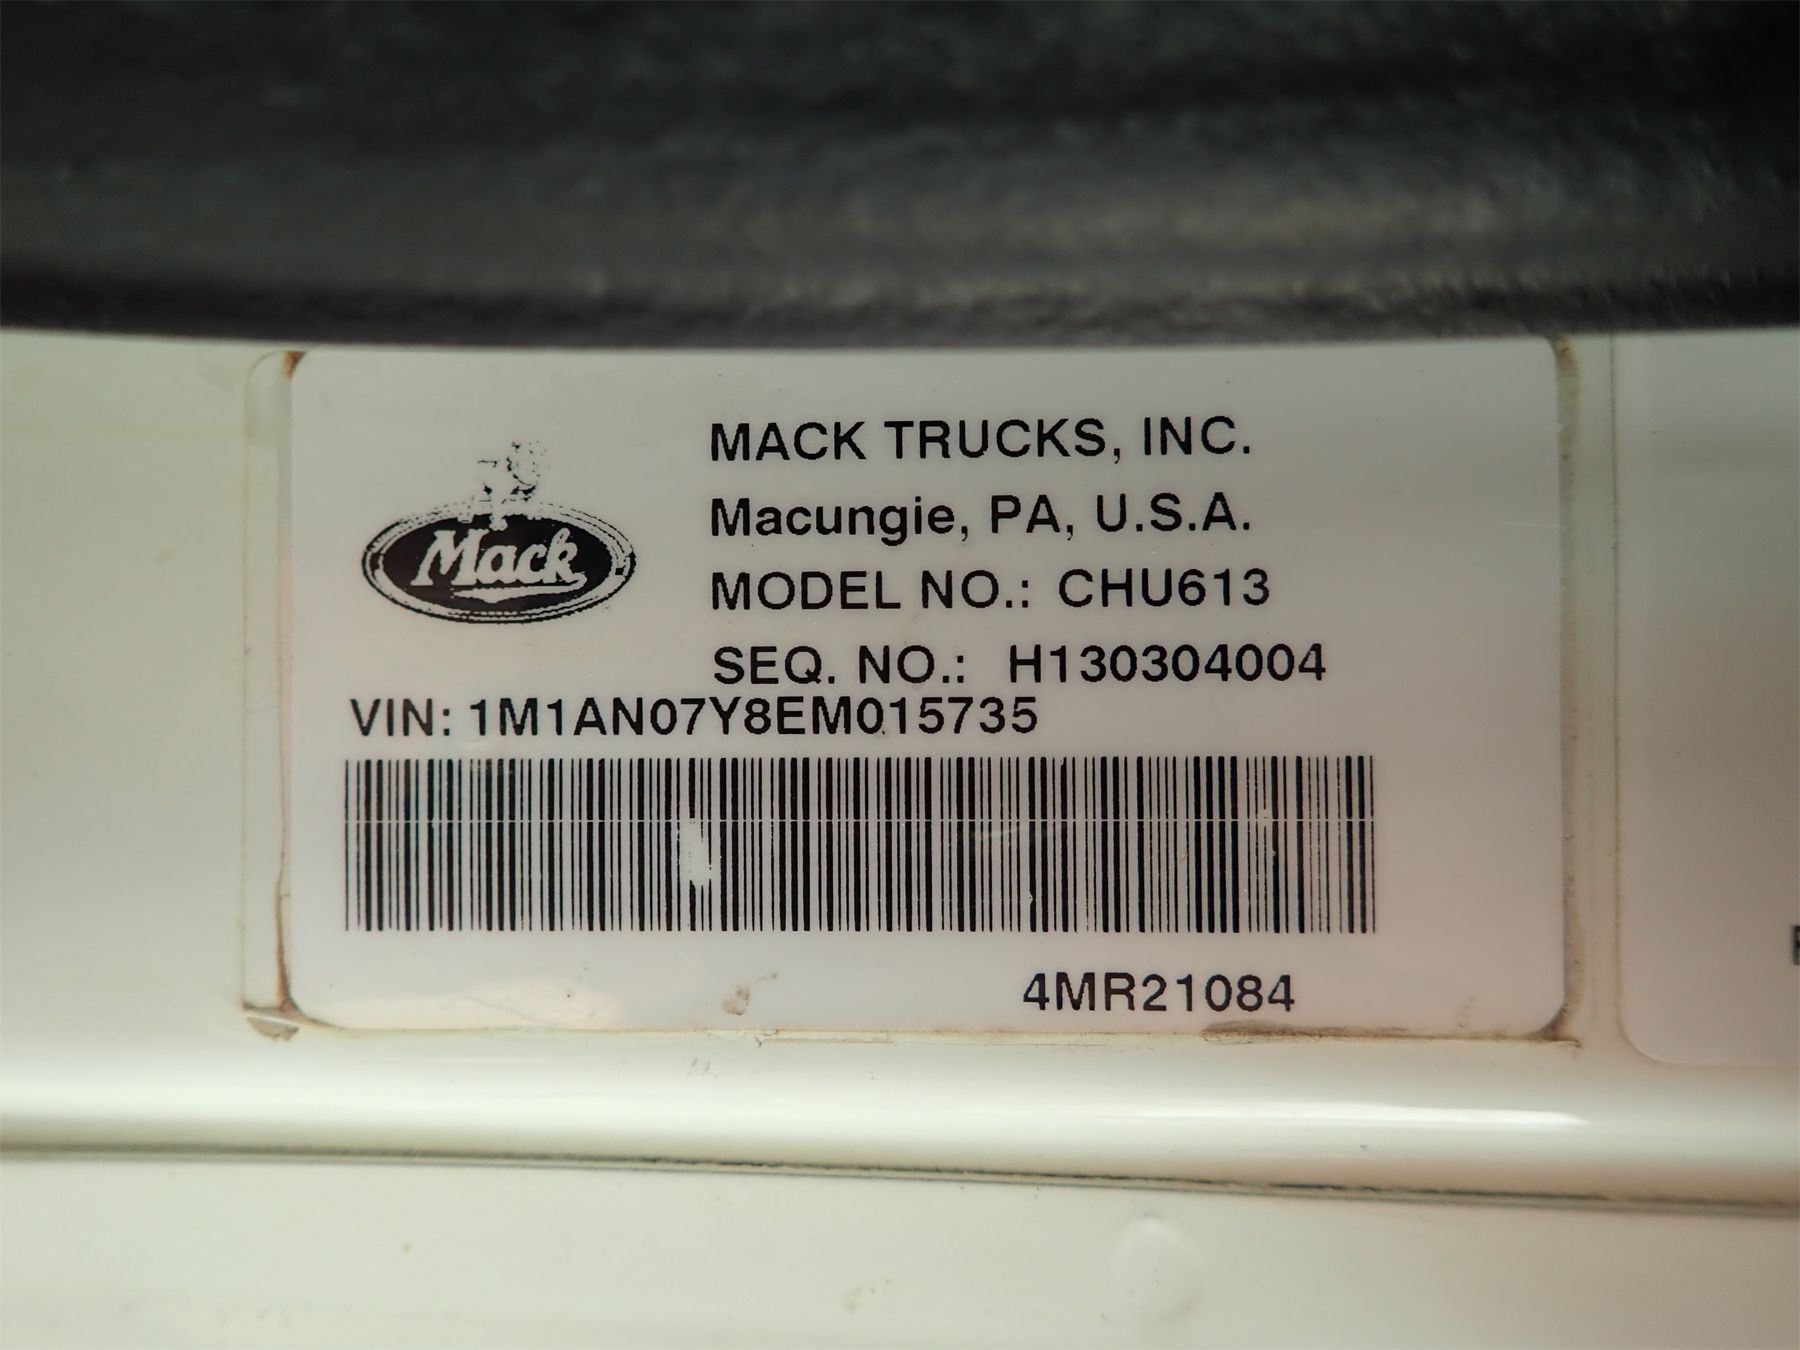 MACK TRUCKS, INC.
Macungie, PA, U.S.A.
Mack
MODEL NO.: CHU613
SEQ. NO.: H130304004
VIN: 1M1AN07Y8EM015735
4MR21084